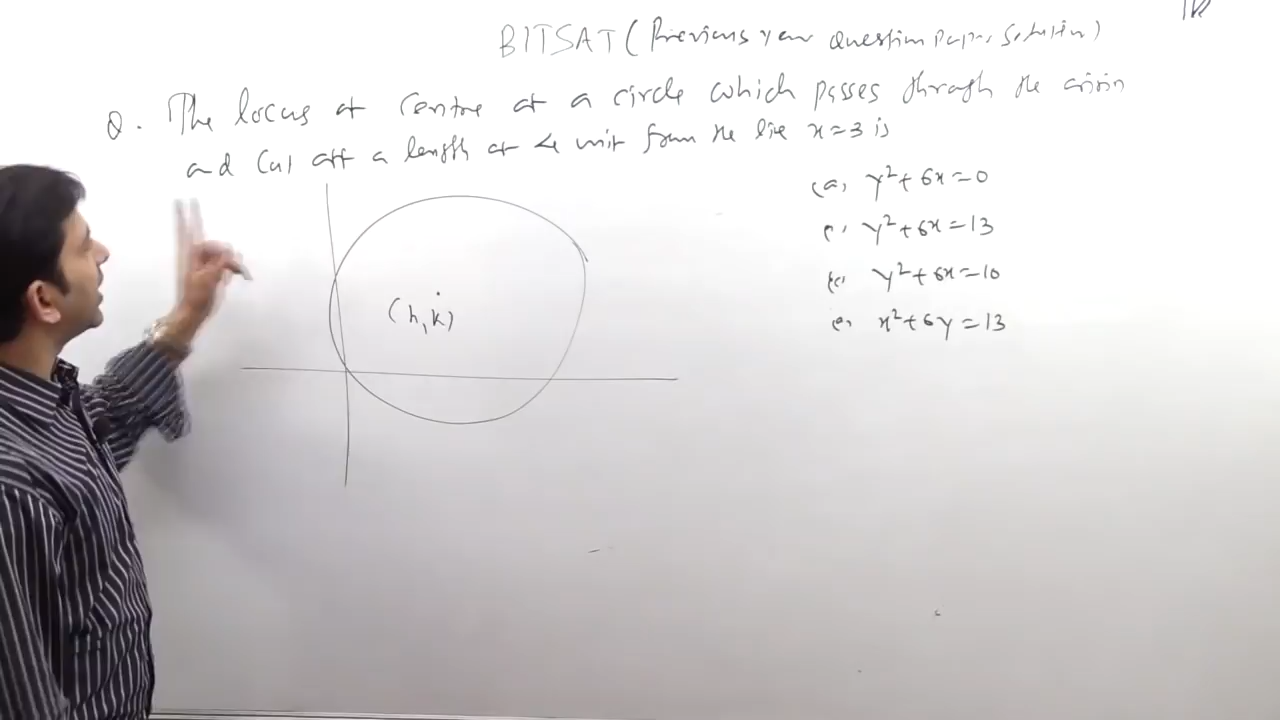 BITSAT (Previous year Question Paper Solution)
Q. The locus of Centre of a circle which passes through the origin
and Cut off a length of 4 unit from the line x=3 is
(a) y²+6x=0
y²+6x=13
(c) y²+6x=10
x²+6y=13
(h,k)